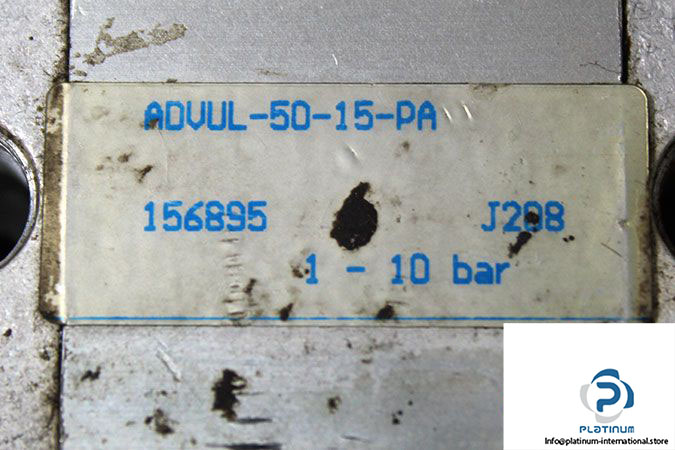 ADVUL-50-15-PA
156895 J208
1 - 10 bar
PLATINUM
Info@platinum-international.store